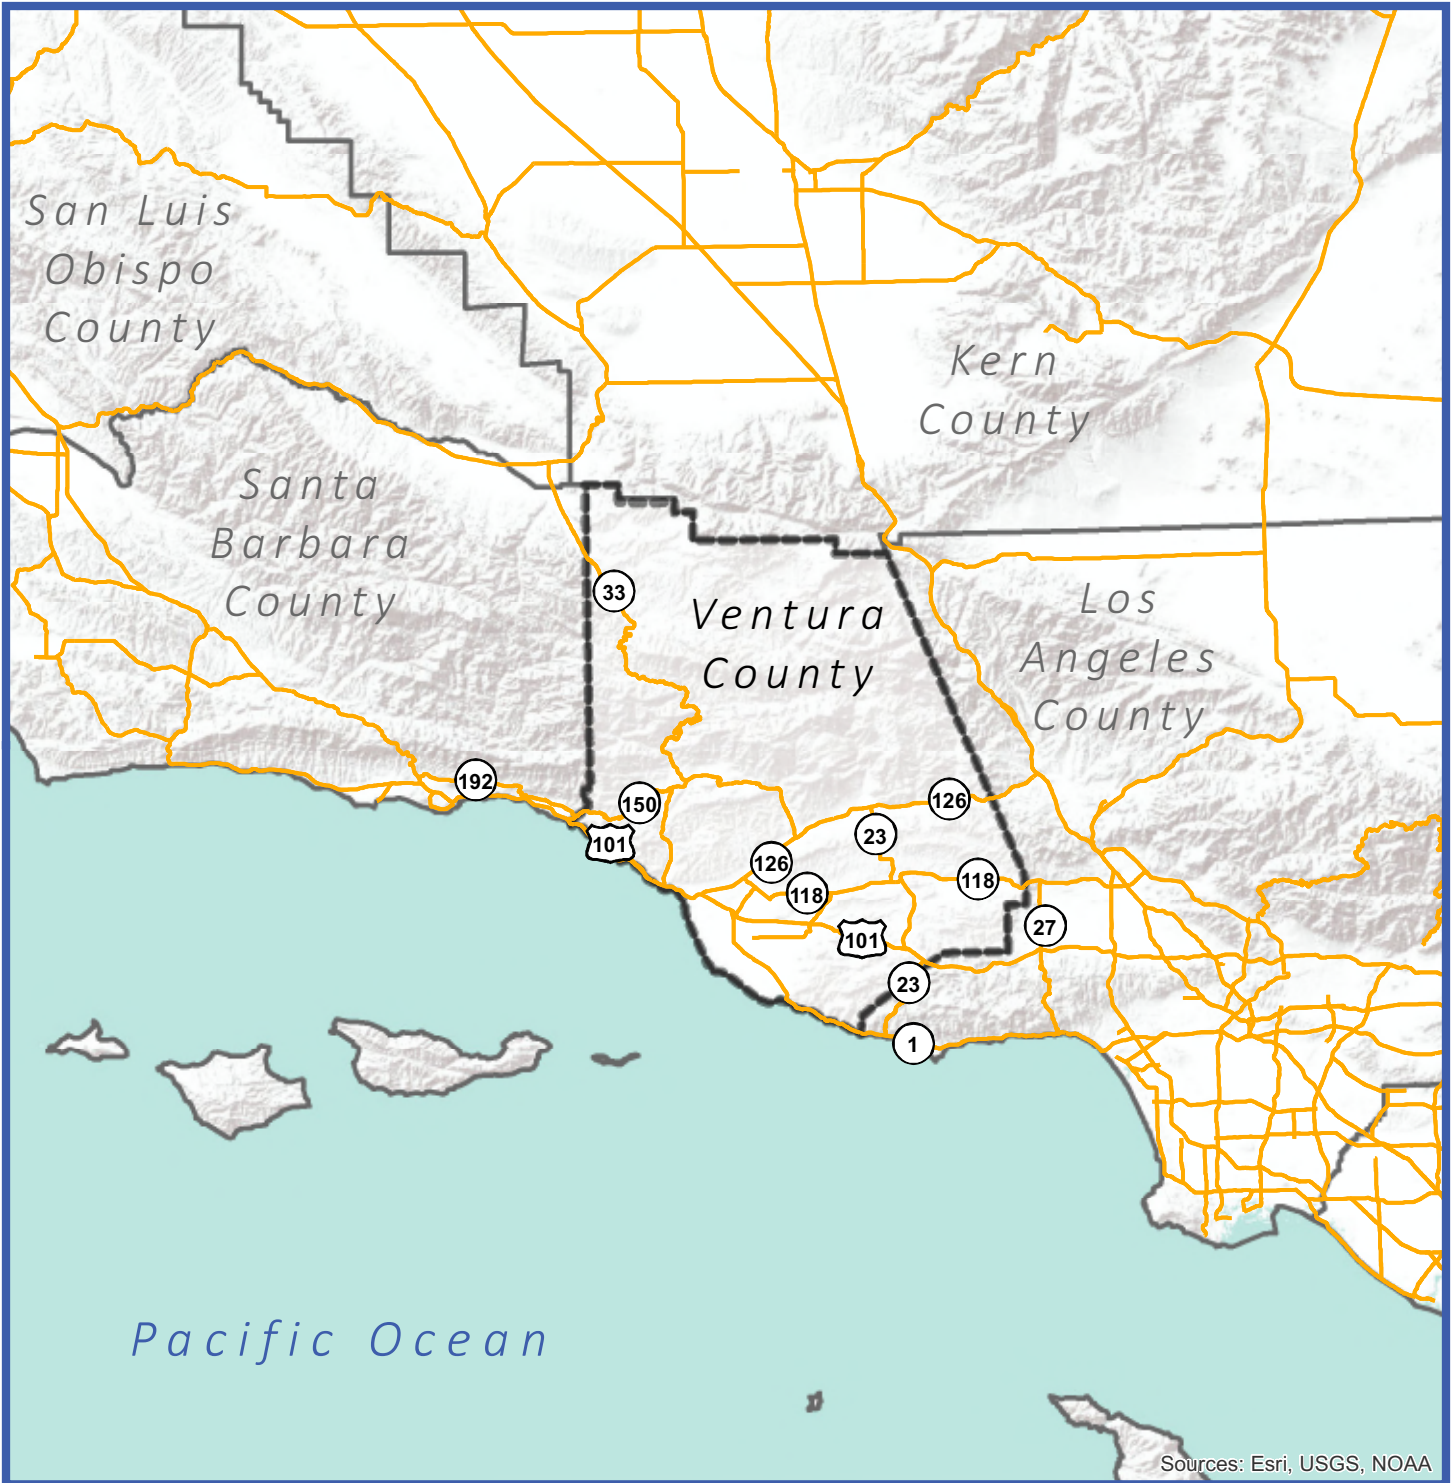 San Luis
Obispo
County
Kern
County
Santa
Barbara
County
33
Ventura
County
Los
Angeles
County
192
150
126
101
23
126
118
118
27
101
23
1
Pacific Ocean
Sources: Esri, USGS, NOAA